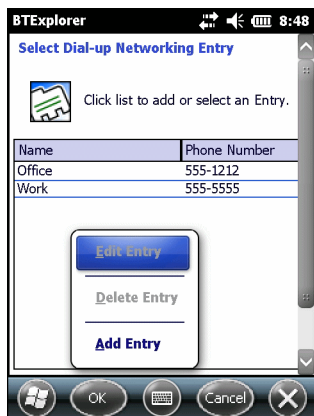 BTExplorer 8:48
Select Dial-up Networking Entry
Click list to add or select an Entry.
Name Phone Number
Office 555-1212
Work 555-5555
Edit Entry
Delete Entry
Add Entry
OK Cancel